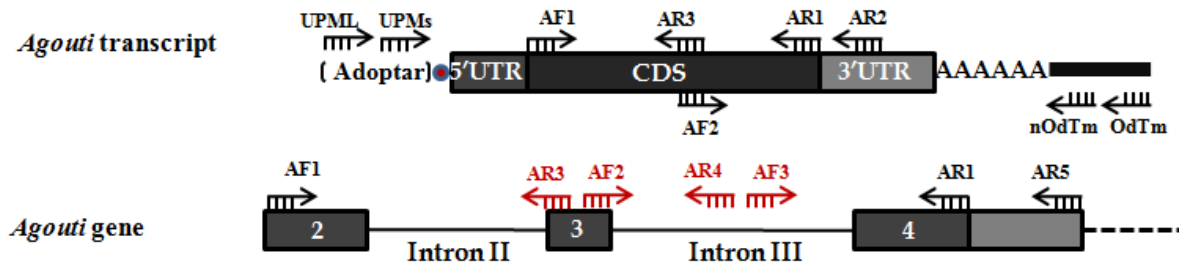 UPML UPMs AF1 AR3 AR1 AR2
Agouti transcript
( Adoptar) 5′UTR CDS 3′UTR AAAAAA
AF2 nOdTm OdTm
AF1 AR3 AF2 AR4 AF3 AR1 AR5
Agouti gene
2 3 4
Intron II Intron III